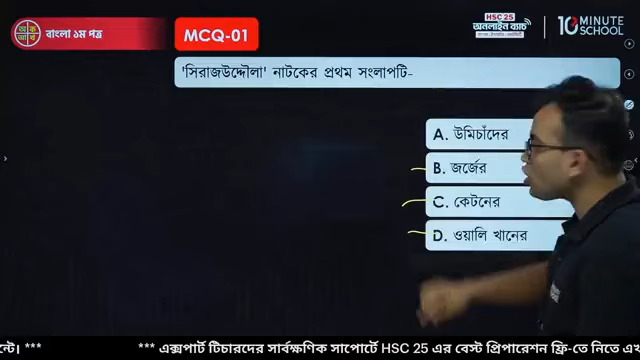 অ ক
আ খ
বাংলা ১ম পত্র
MCQ-01
HSC 25
অনলাইন ব্যাচ
10 MINUTE
SCHOOL
'সিরাজউদ্দৌলা' নাটকের প্রথম সংলাপটি-
A. উমিচাঁদের
B. জর্জের
C. কেটনের
D. ওয়ালি খানের
ন্টে। *** *** এক্সপার্ট টিচারদের সার্বক্ষণিক সাপোর্টে HSC 25 এর বেস্ট প্রিপারেশন ফ্রি-তে নিতে